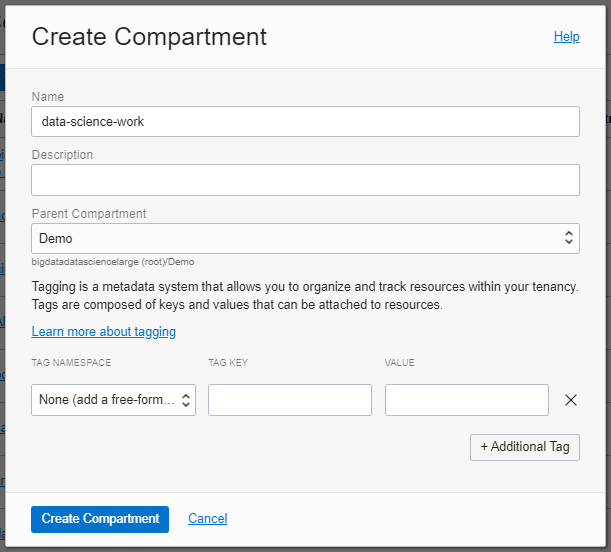 Create Compartment
Help
Name
data-science-work
Description
Parent Compartment
Demo
bigdatadatasciencelarge (root)/Demo
Tagging is a metadata system that allows you to organize and track resources within your tenancy.
Tags are composed of keys and values that can be attached to resources.
Learn more about tagging
TAG NAMESPACE TAG KEY VALUE
None (add a free-form...
+ Additional Tag
Create Compartment Cancel